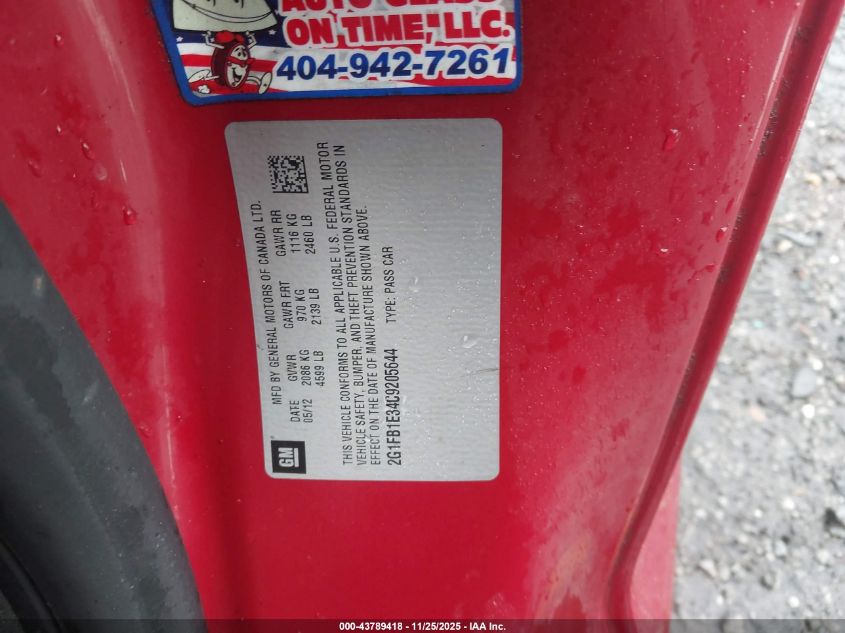 AUTO GLASS
ON TIME, LLC.
404-942-7261
MFD BY GENERAL MOTORS OF CANADA LTD.
DATE GVWR GAWR FRT GAWR RR
05/12 2086 KG 970 KG 1116 KG
4599 LB 2139 LB 2460 LB
GM
THIS VEHICLE CONFORMS TO ALL APPLICABLE U.S. FEDERAL MOTOR
VEHICLE SAFETY, BUMPER, AND THEFT PREVENTION STANDARDS IN
EFFECT ON THE DATE OF MANUFACTURE SHOWN ABOVE.
2G1FB1E34C9205644 TYPE: PASS CAR
000-43789418 - 11/25/2025 - IAA Inc.